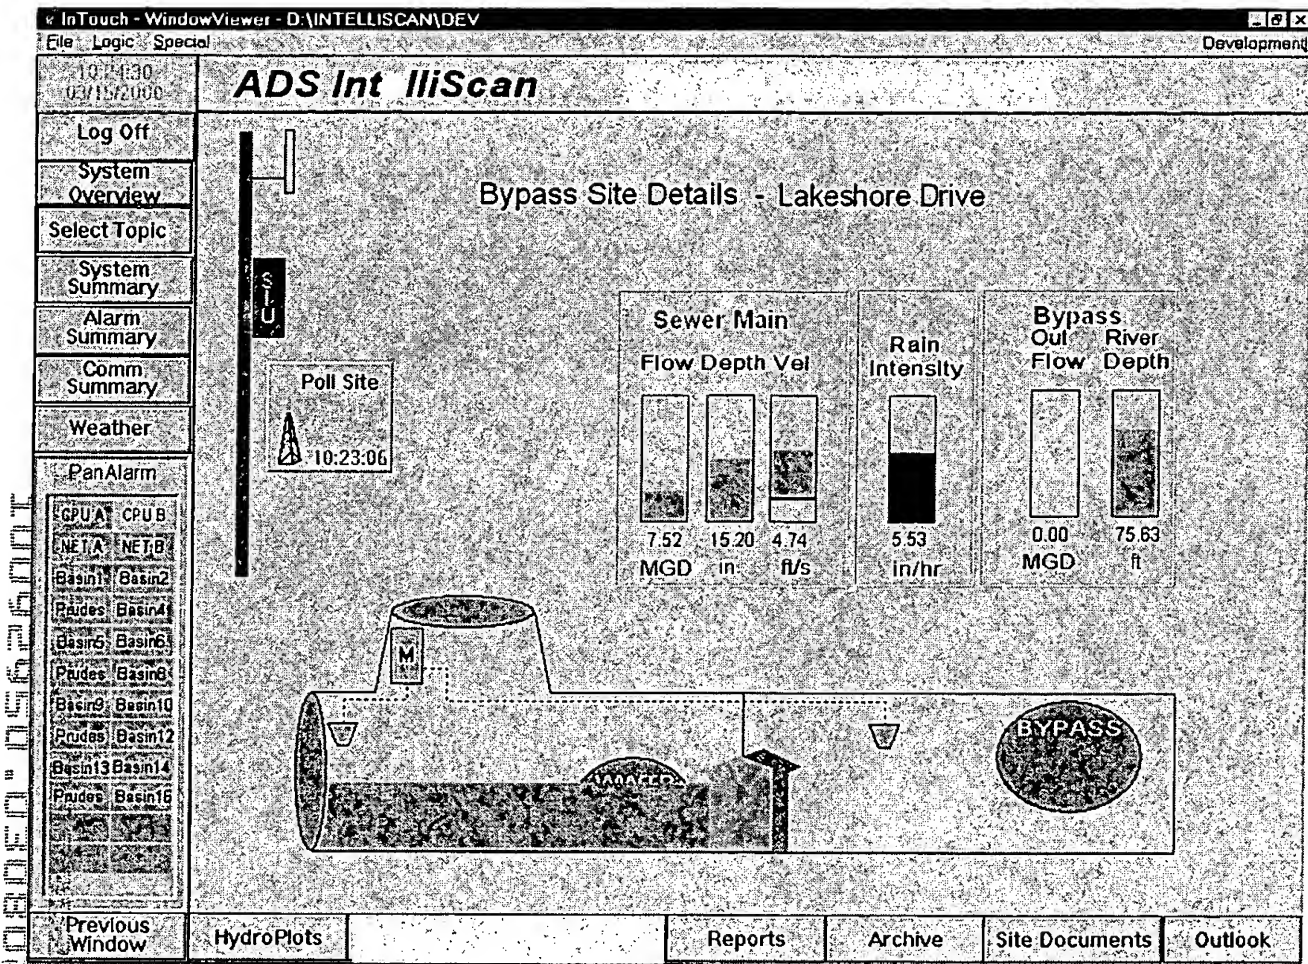 InTouch - WindowViewer - D:\INTELLISCAN\DEV
File Logic Special
Development
03/15/2000
ADS Int lliScan
Log Off
System
Overview
Select Topic
System
Summary
Alarm
Summary
Comm
Summary
Weather
PanAlarm
CPU A CPU B
NET A NET B
Basin1 Basin2
Prudes Basin4
Basin5 Basin6
Prudes Basin8
Basin9 Basin10
Prudes Basin12
Basin13 Basin14
Prudes Basin16
Previous
Window
Bypass Site Details - Lakeshore Drive
SLU
Poll Site
10:23:06
Sewer Main
Flow Depth Vel
7.52 15.20 4.74
MGD in ft/s
Rain
Intensity
5.53
in/hr
Bypass
Out River
Flow Depth
0.00 75.63
MGD ft
M
BYPASS
HydroPlots
Reports
Archive
Site Documents
Outlook